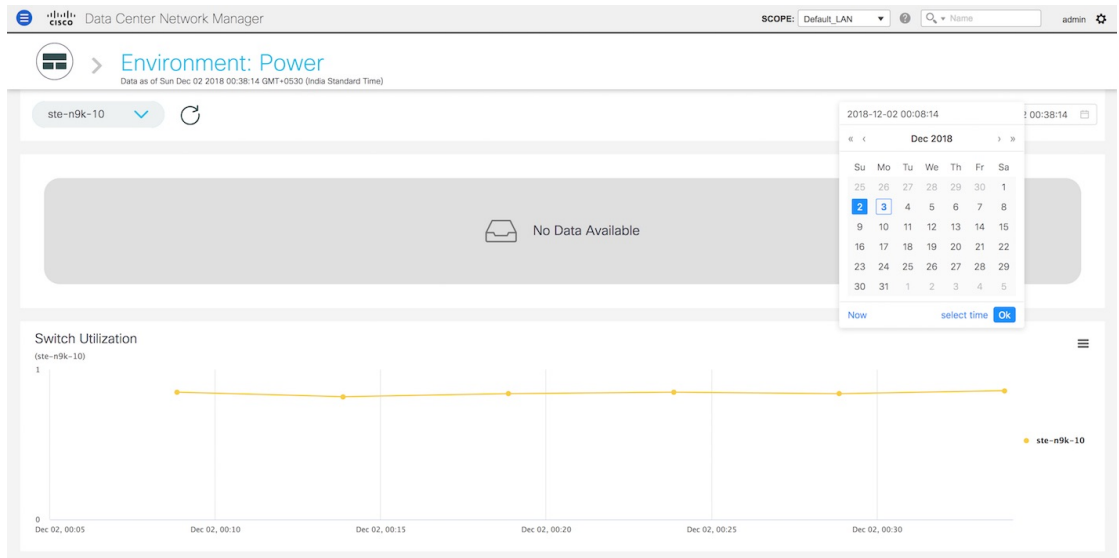 cisco Data Center Network Manager SCOPE: Default_LAN ▼ ? Name admin
Environment: Power
Data as of Sun Dec 02 2018 00:38:14 GMT+0530 (India Standard Time)
ste-n9k-10
2018-12-02 00:08:14
00:38:14
« ‹ Dec 2018 › »
Su Mo Tu We Th Fr Sa
25 26 27 28 29 30 1
2 3 4 5 6 7 8
9 10 11 12 13 14 15
16 17 18 19 20 21 22
23 24 25 26 27 28 29
30 31 1 2 3 4 5
Now select time Ok
No Data Available
Switch Utilization
(ste-n9k-10)
1
ste-n9k-10
0
Dec 02, 00:05 Dec 02, 00:10 Dec 02, 00:15 Dec 02, 00:20 Dec 02, 00:25 Dec 02, 00:30